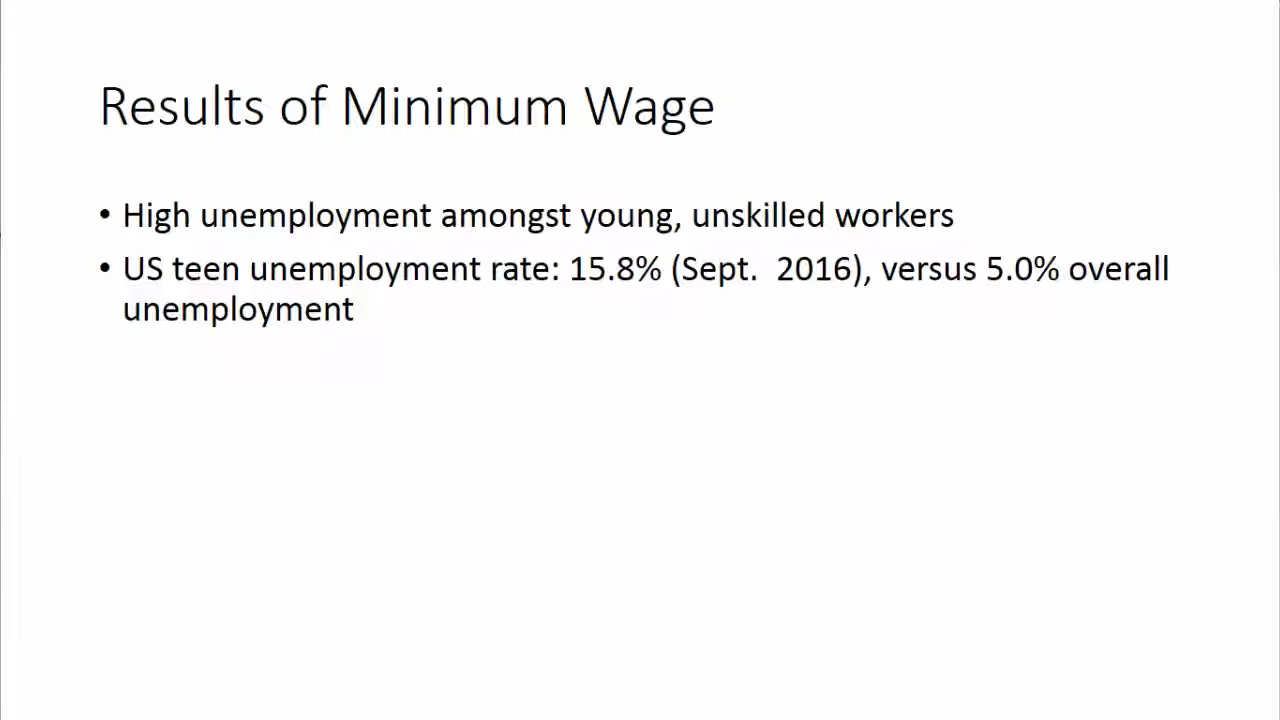 Results of Minimum Wage
• High unemployment amongst young, unskilled workers
• US teen unemployment rate: 15.8% (Sept.  2016), versus 5.0% overall
unemployment